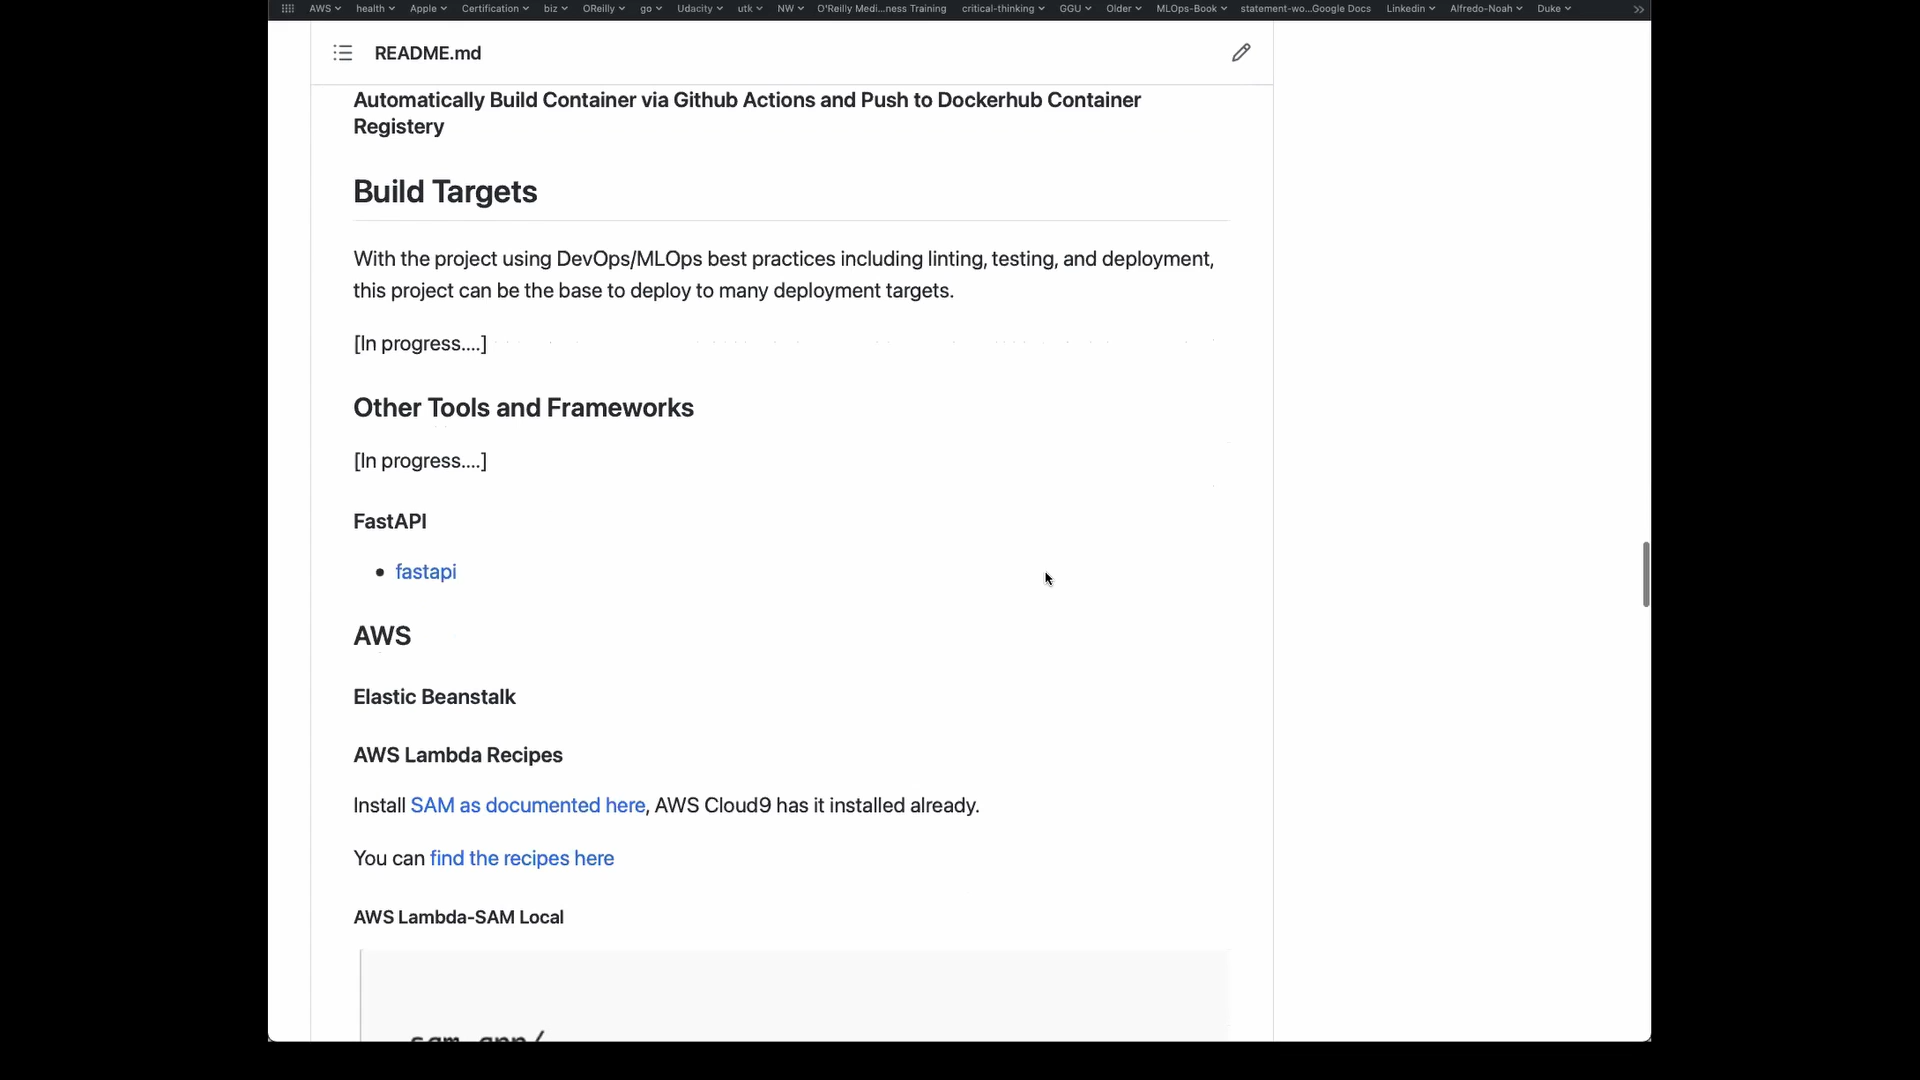 AWS health Apple Certification biz OReilly go Udacity utk NW O'Reilly Medi...ness Training critical-thinking GGU Older MLOps-Book statement-wo...Google Docs Linkedin Alfredo-Noah Duke
README.md
Automatically Build Container via Github Actions and Push to Dockerhub Container
Registery
Build Targets
With the project using DevOps/MLOps best practices including linting, testing, and deployment,
this project can be the base to deploy to many deployment targets.
[In progress....]
Other Tools and Frameworks
[In progress....]
FastAPI
• fastapi
AWS
Elastic Beanstalk
AWS Lambda Recipes
Install SAM as documented here, AWS Cloud9 has it installed already.
You can find the recipes here
AWS Lambda-SAM Local